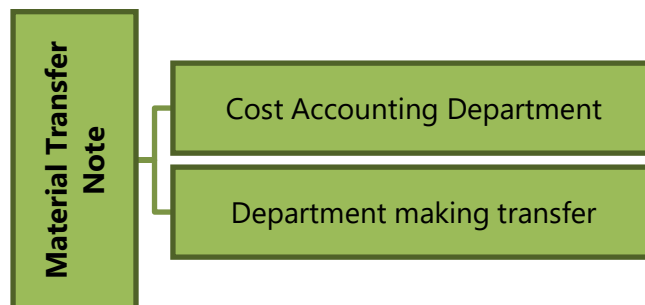 Material Transfer
Note
Cost Accounting Department
Department making transfer